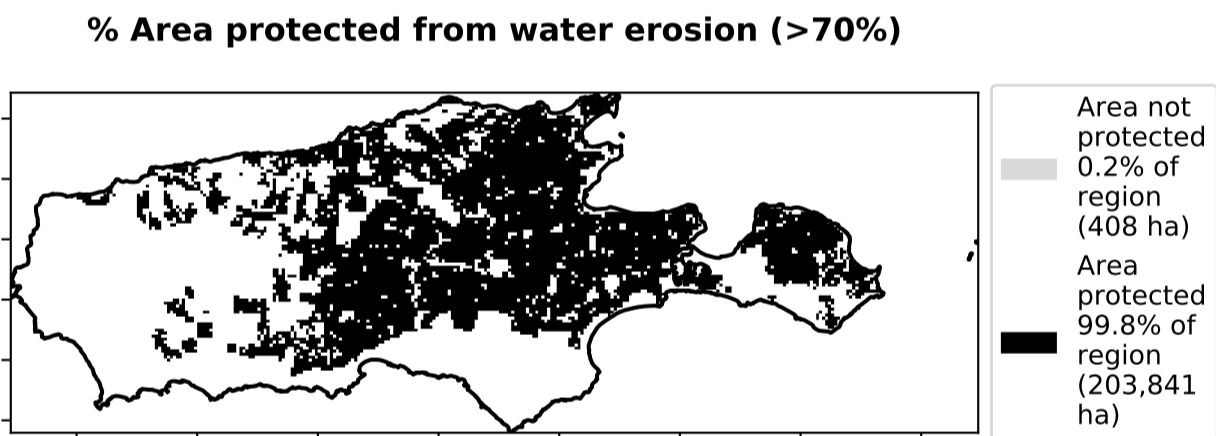 % Area protected from water erosion (>70%)
Area not
protected
0.2% of
region
(408 ha)
Area
protected
99.8% of
region
(203,841
ha)